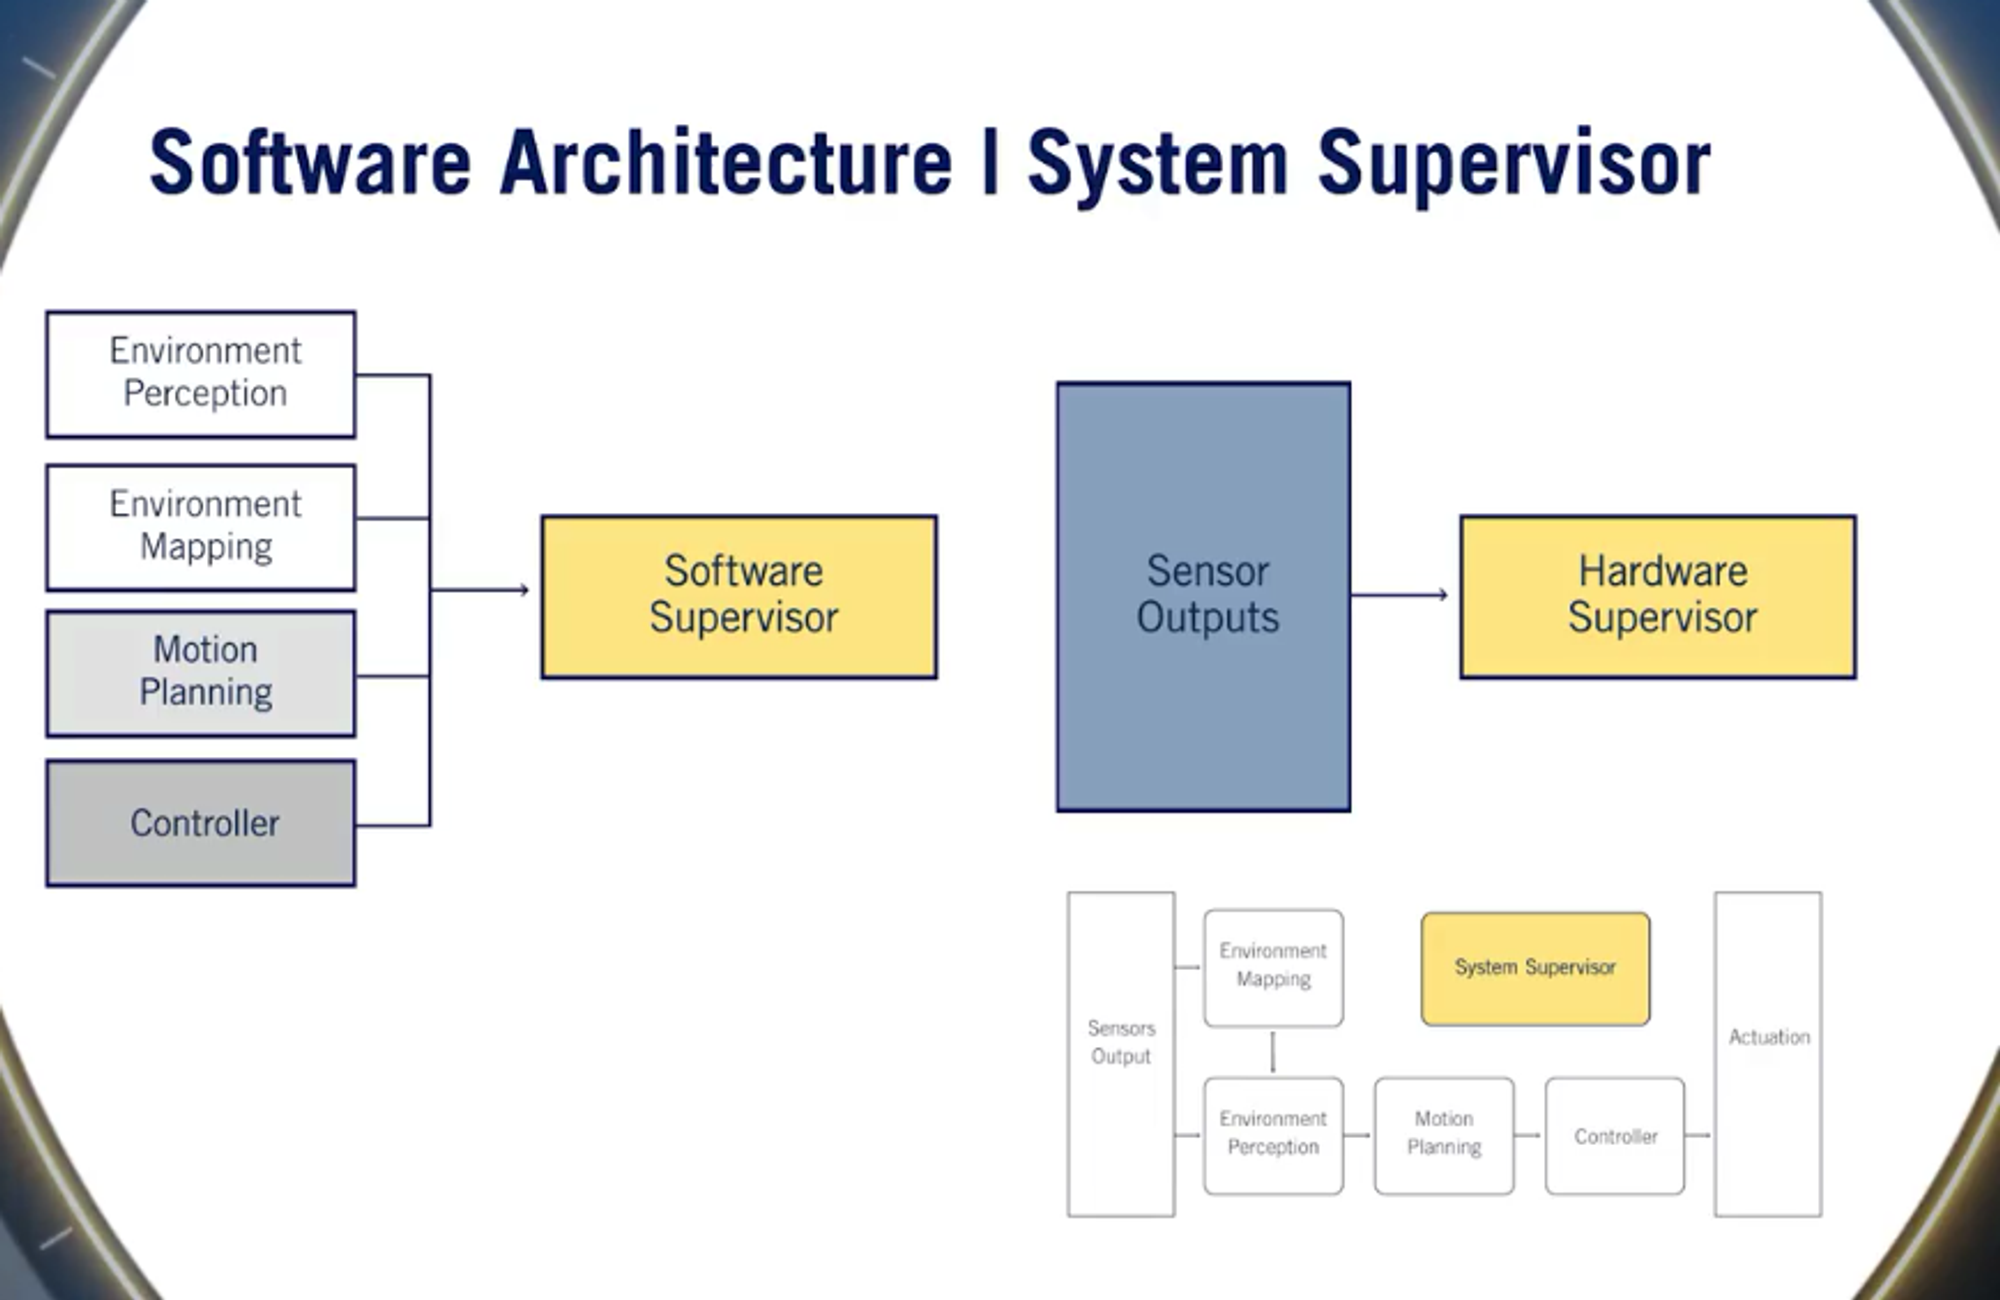 Software Architecture | System Supervisor
Environment
Perception
Environment
Mapping
Motion
Planning
Controller
Software
Supervisor
Sensor
Outputs
Hardware
Supervisor
Sensors
Output
Environment
Mapping
System Supervisor
Environment
Perception
Motion
Planning
Controller
Actuation